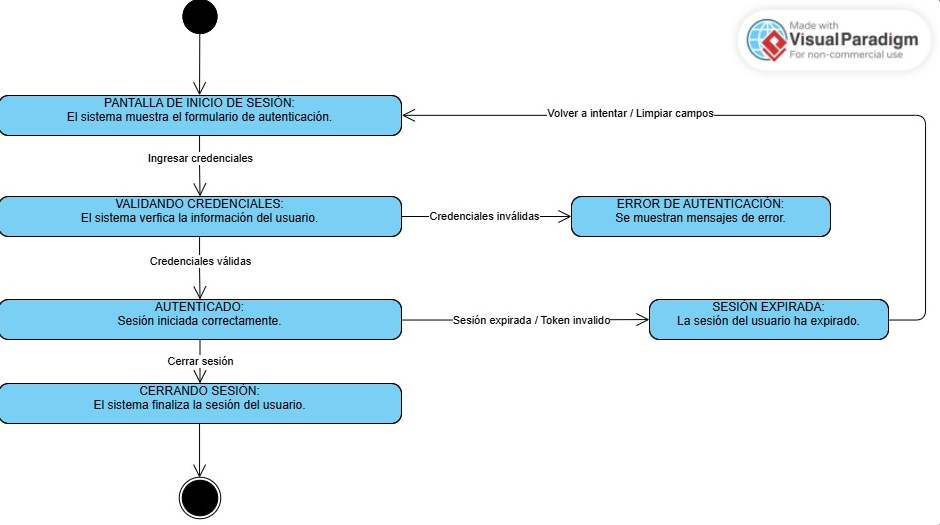 Made with
Visual Paradigm
For non-commercial use
PANTALLA DE INICIO DE SESIÓN:
El sistema muestra el formulario de autenticación.
Volver a intentar / Limpiar campos
Ingresar credenciales
VALIDANDO CREDENCIALES:
El sistema verfica la información del usuario.
Credenciales inválidas
ERROR DE AUTENTICACIÓN:
Se muestran mensajes de error.
Credenciales válidas
AUTENTICADO:
Sesión iniciada correctamente.
Sesión expirada / Token invalido
SESIÓN EXPIRADA:
La sesión del usuario ha expirado.
Cerrar sesión
CERRANDO SESIÓN:
El sistema finaliza la sesión del usuario.